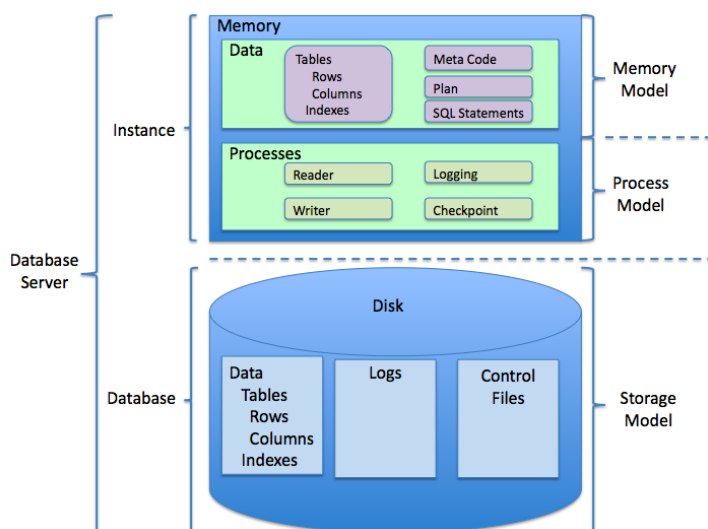 Memory
Data
Tables
Rows
Columns
Indexes
Meta Code
Plan
SQL Statements
Memory
Model
Instance
Processes
Reader
Logging
Writer
Checkpoint
Process
Model
Database
Server
Disk
Data
Tables
Rows
Columns
Indexes
Logs
Control
Files
Database
Storage
Model